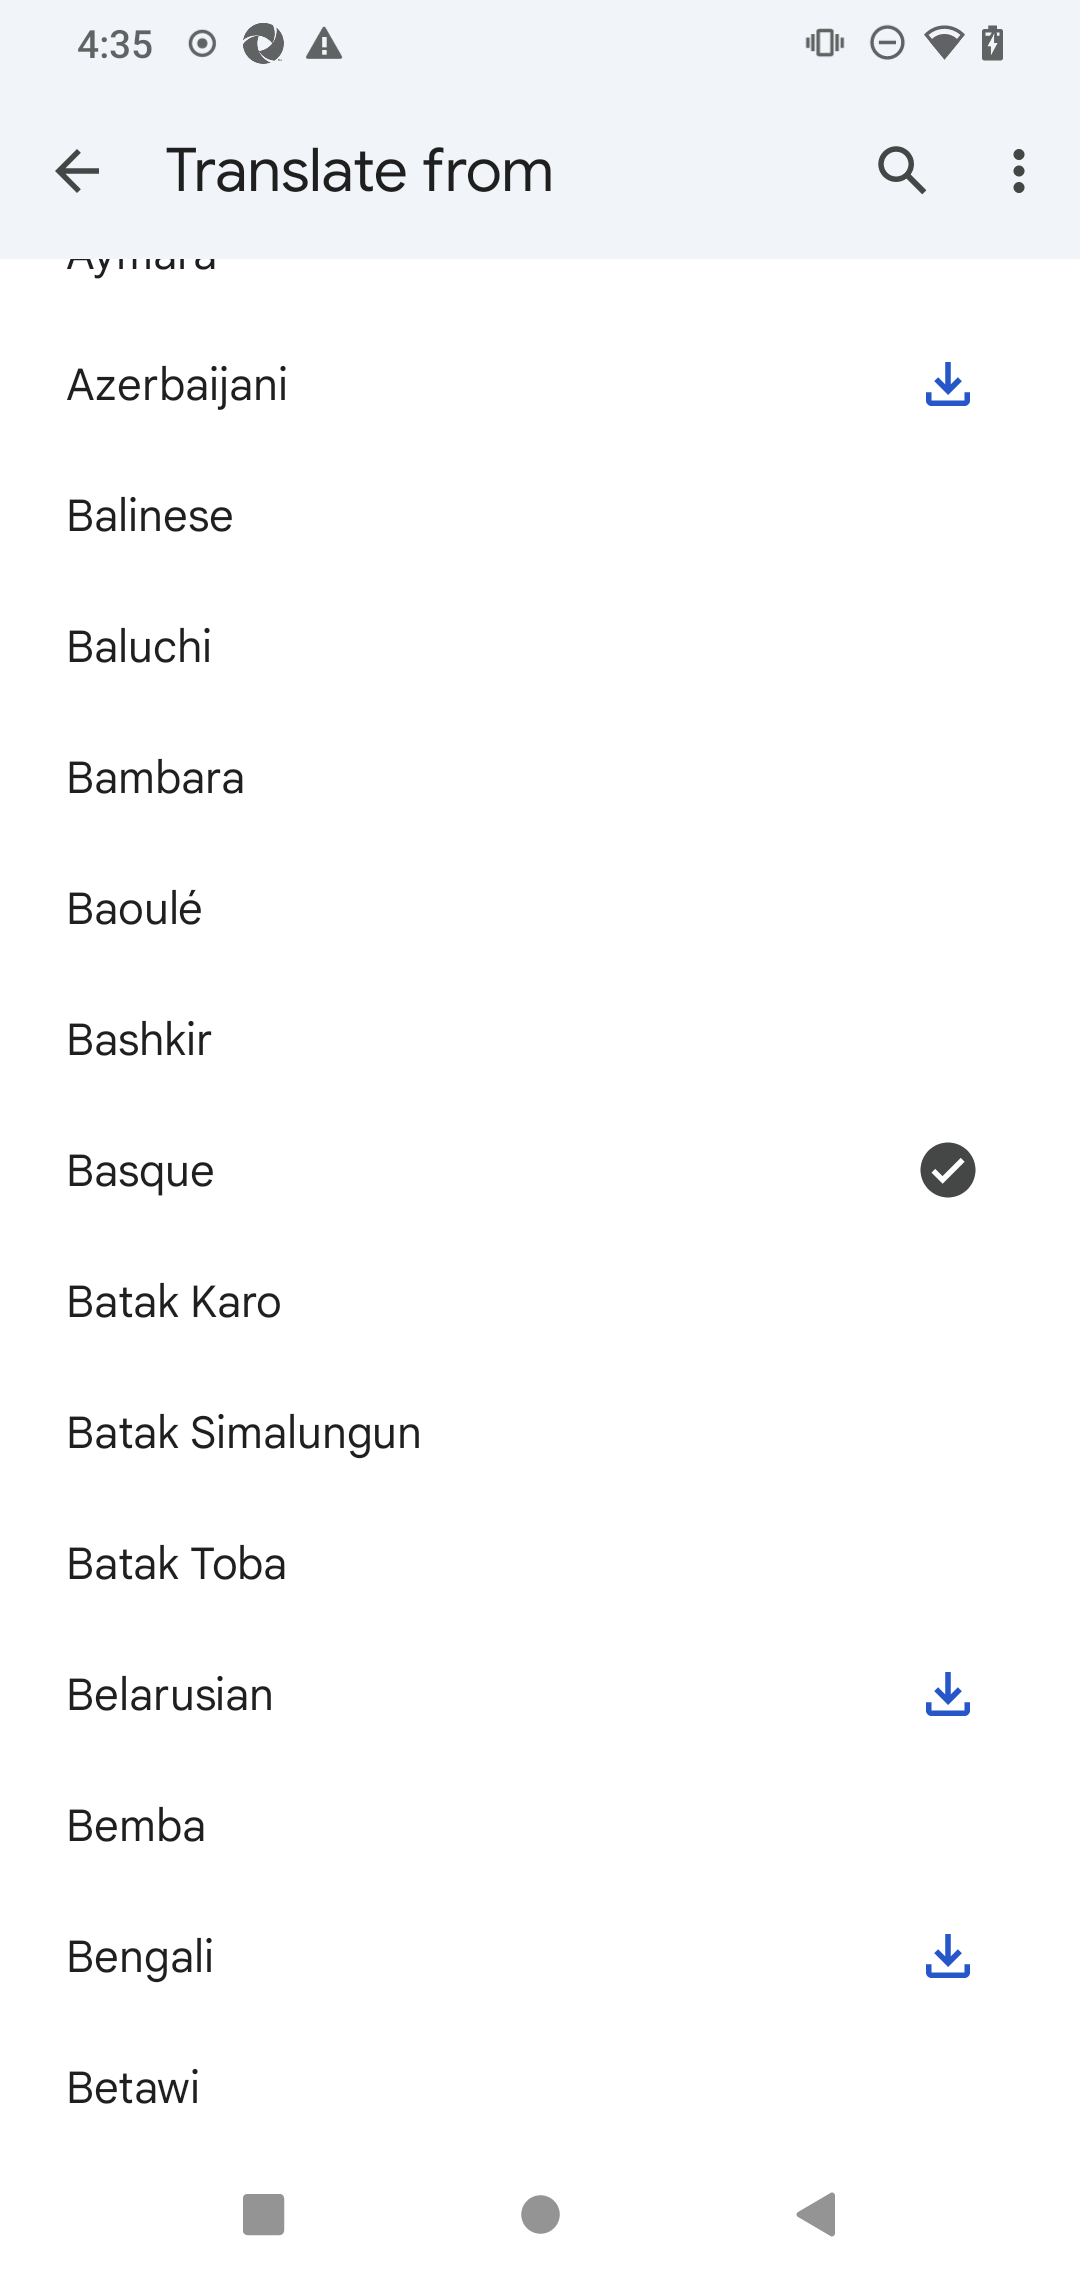 4:35
Translate from
Aymara
Azerbaijani
Balinese
Baluchi
Bambara
Baoulé
Bashkir
Basque
Batak Karo
Batak Simalungun
Batak Toba
Belarusian
Bemba
Bengali
Betawi